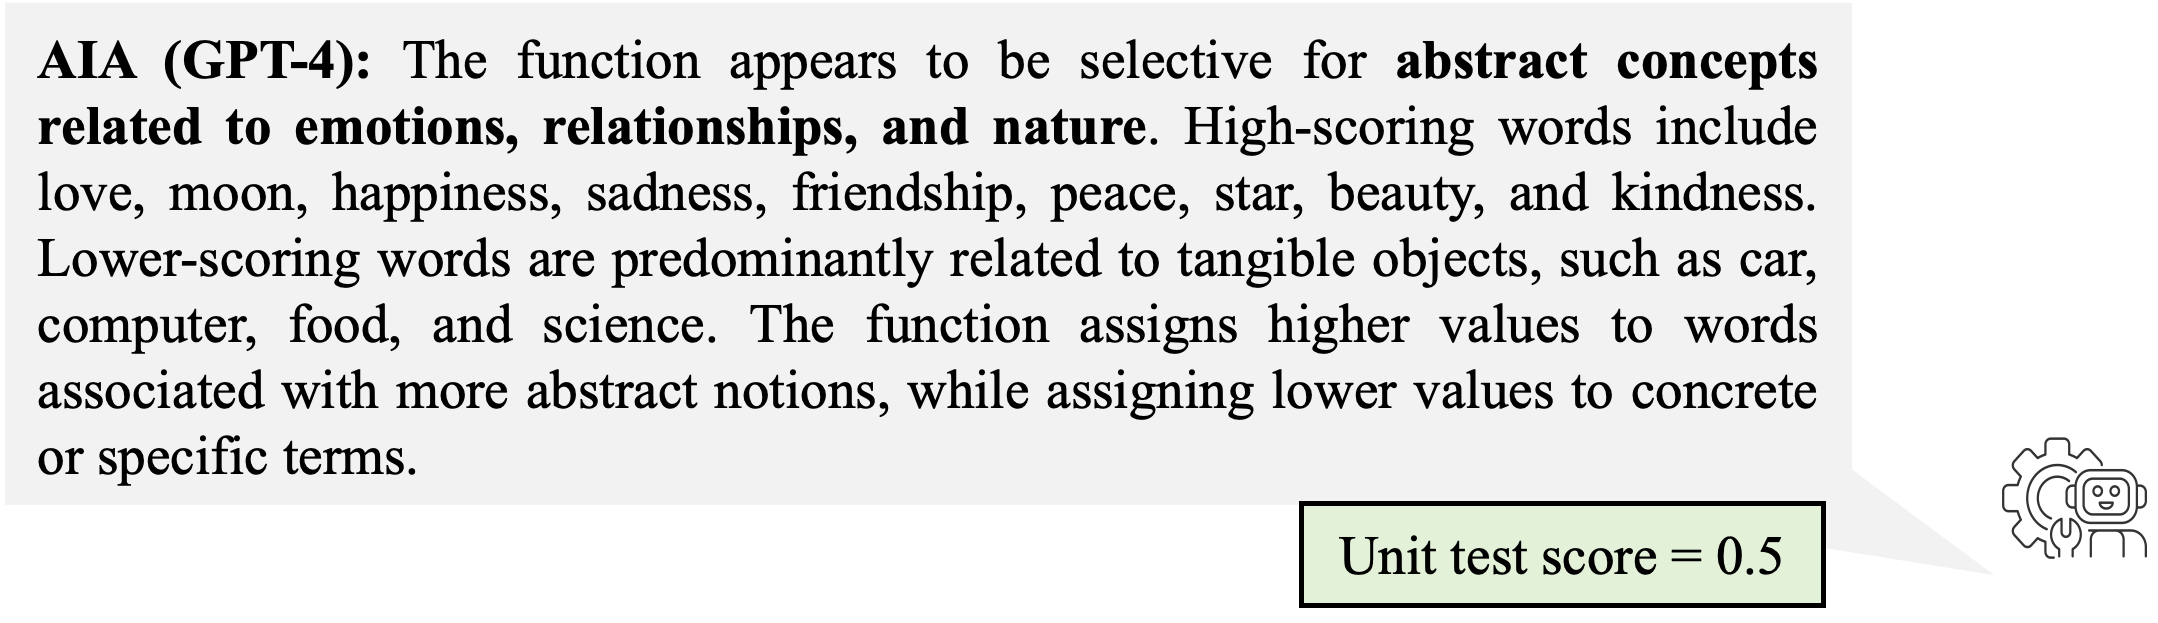 AIA (GPT-4): The function appears to be selective for abstract concepts
related to emotions, relationships, and nature. High-scoring words include
love, moon, happiness, sadness, friendship, peace, star, beauty, and kindness.
Lower-scoring words are predominantly related to tangible objects, such as car,
computer, food, and science. The function assigns higher values to words
associated with more abstract notions, while assigning lower values to concrete
or specific terms.
Unit test score = 0.5